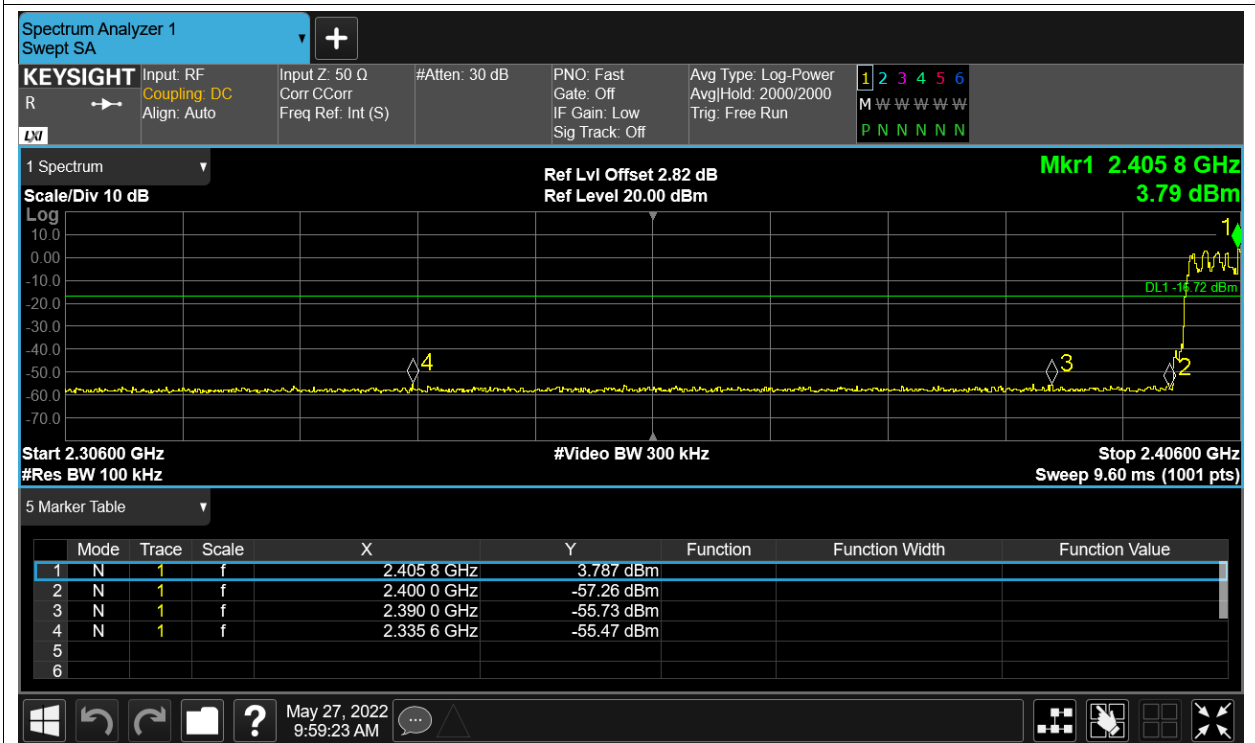 Spectrum Analyzer 1
Swept SA
KEYSIGHT
R
LXI
Input: RF
Coupling: DC
Align: Auto
Input Z: 50 Ω
Corr CCorr
Freq Ref: Int (S)
#Atten: 30 dB
PNO: Fast
Gate: Off
IF Gain: Low
Sig Track: Off
Avg Type: Log-Power
Avg|Hold: 2000/2000
Trig: Free Run
1 2 3 4 5 6
M W W W W W
P N N N N N
1 Spectrum
Scale/Div 10 dB
Ref Lvl Offset 2.82 dB
Ref Level 20.00 dBm
Mkr1 2.405 8 GHz
3.79 dBm
Log
10.0
0.00
-10.0
-20.0
-30.0
-40.0
-50.0
-60.0
-70.0
1
DL1 -16.72 dBm
4
3
2
Start 2.30600 GHz
#Video BW 300 kHz
Stop 2.40600 GHz
#Res BW 100 kHz
Sweep 9.60 ms (1001 pts)
5 Marker Table
Mode Trace Scale X Y Function Function Width Function Value
1 N 1 f 2.405 8 GHz 3.787 dBm
2 N 1 f 2.400 0 GHz -57.26 dBm
3 N 1 f 2.390 0 GHz -55.73 dBm
4 N 1 f 2.335 6 GHz -55.47 dBm
5
6
?
May 27, 2022
9:59:23 AM